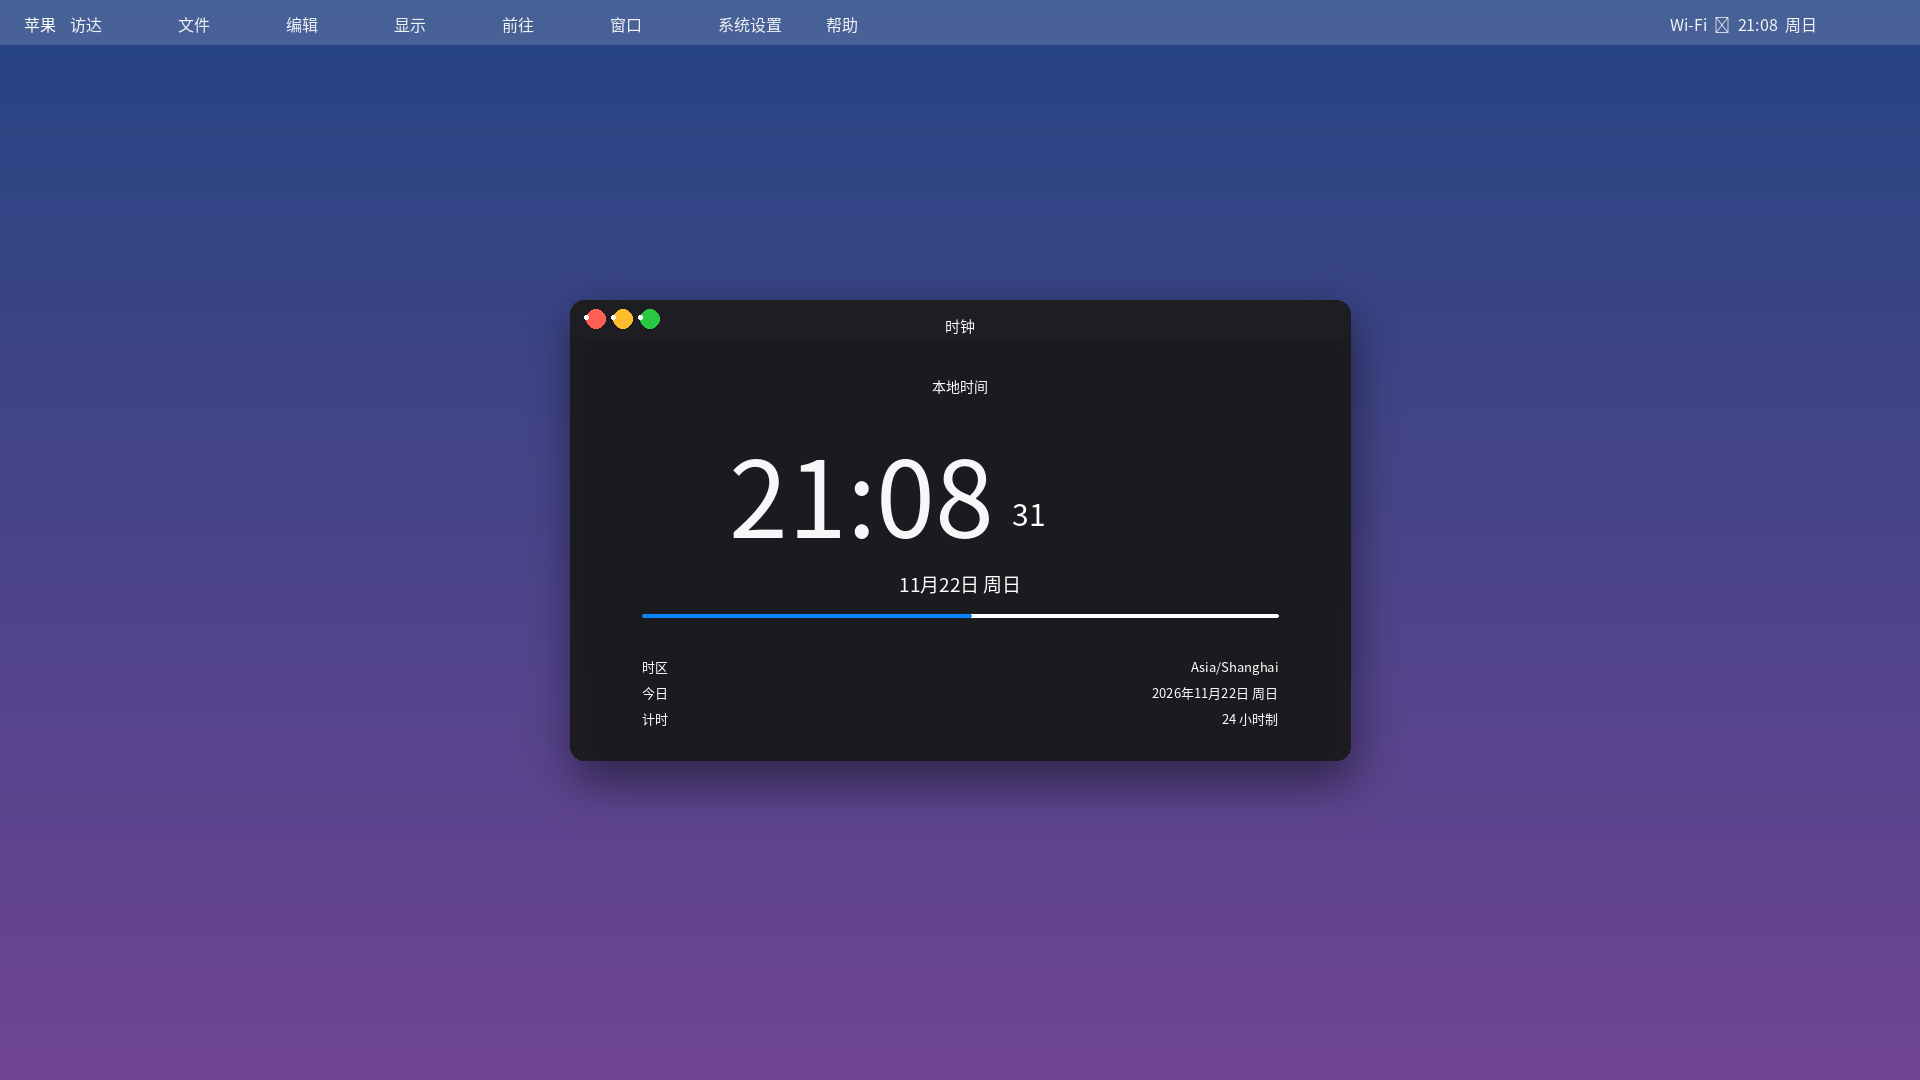 苹果 访达 文件 编辑 显示 前往 窗口 系统设置 帮助 Wi-Fi 21:08 周日
时钟
本地时间
21:08 31
11月22日 周日
时区 Asia/Shanghai
今日 2026年11月22日 周日
计时 24 小时制